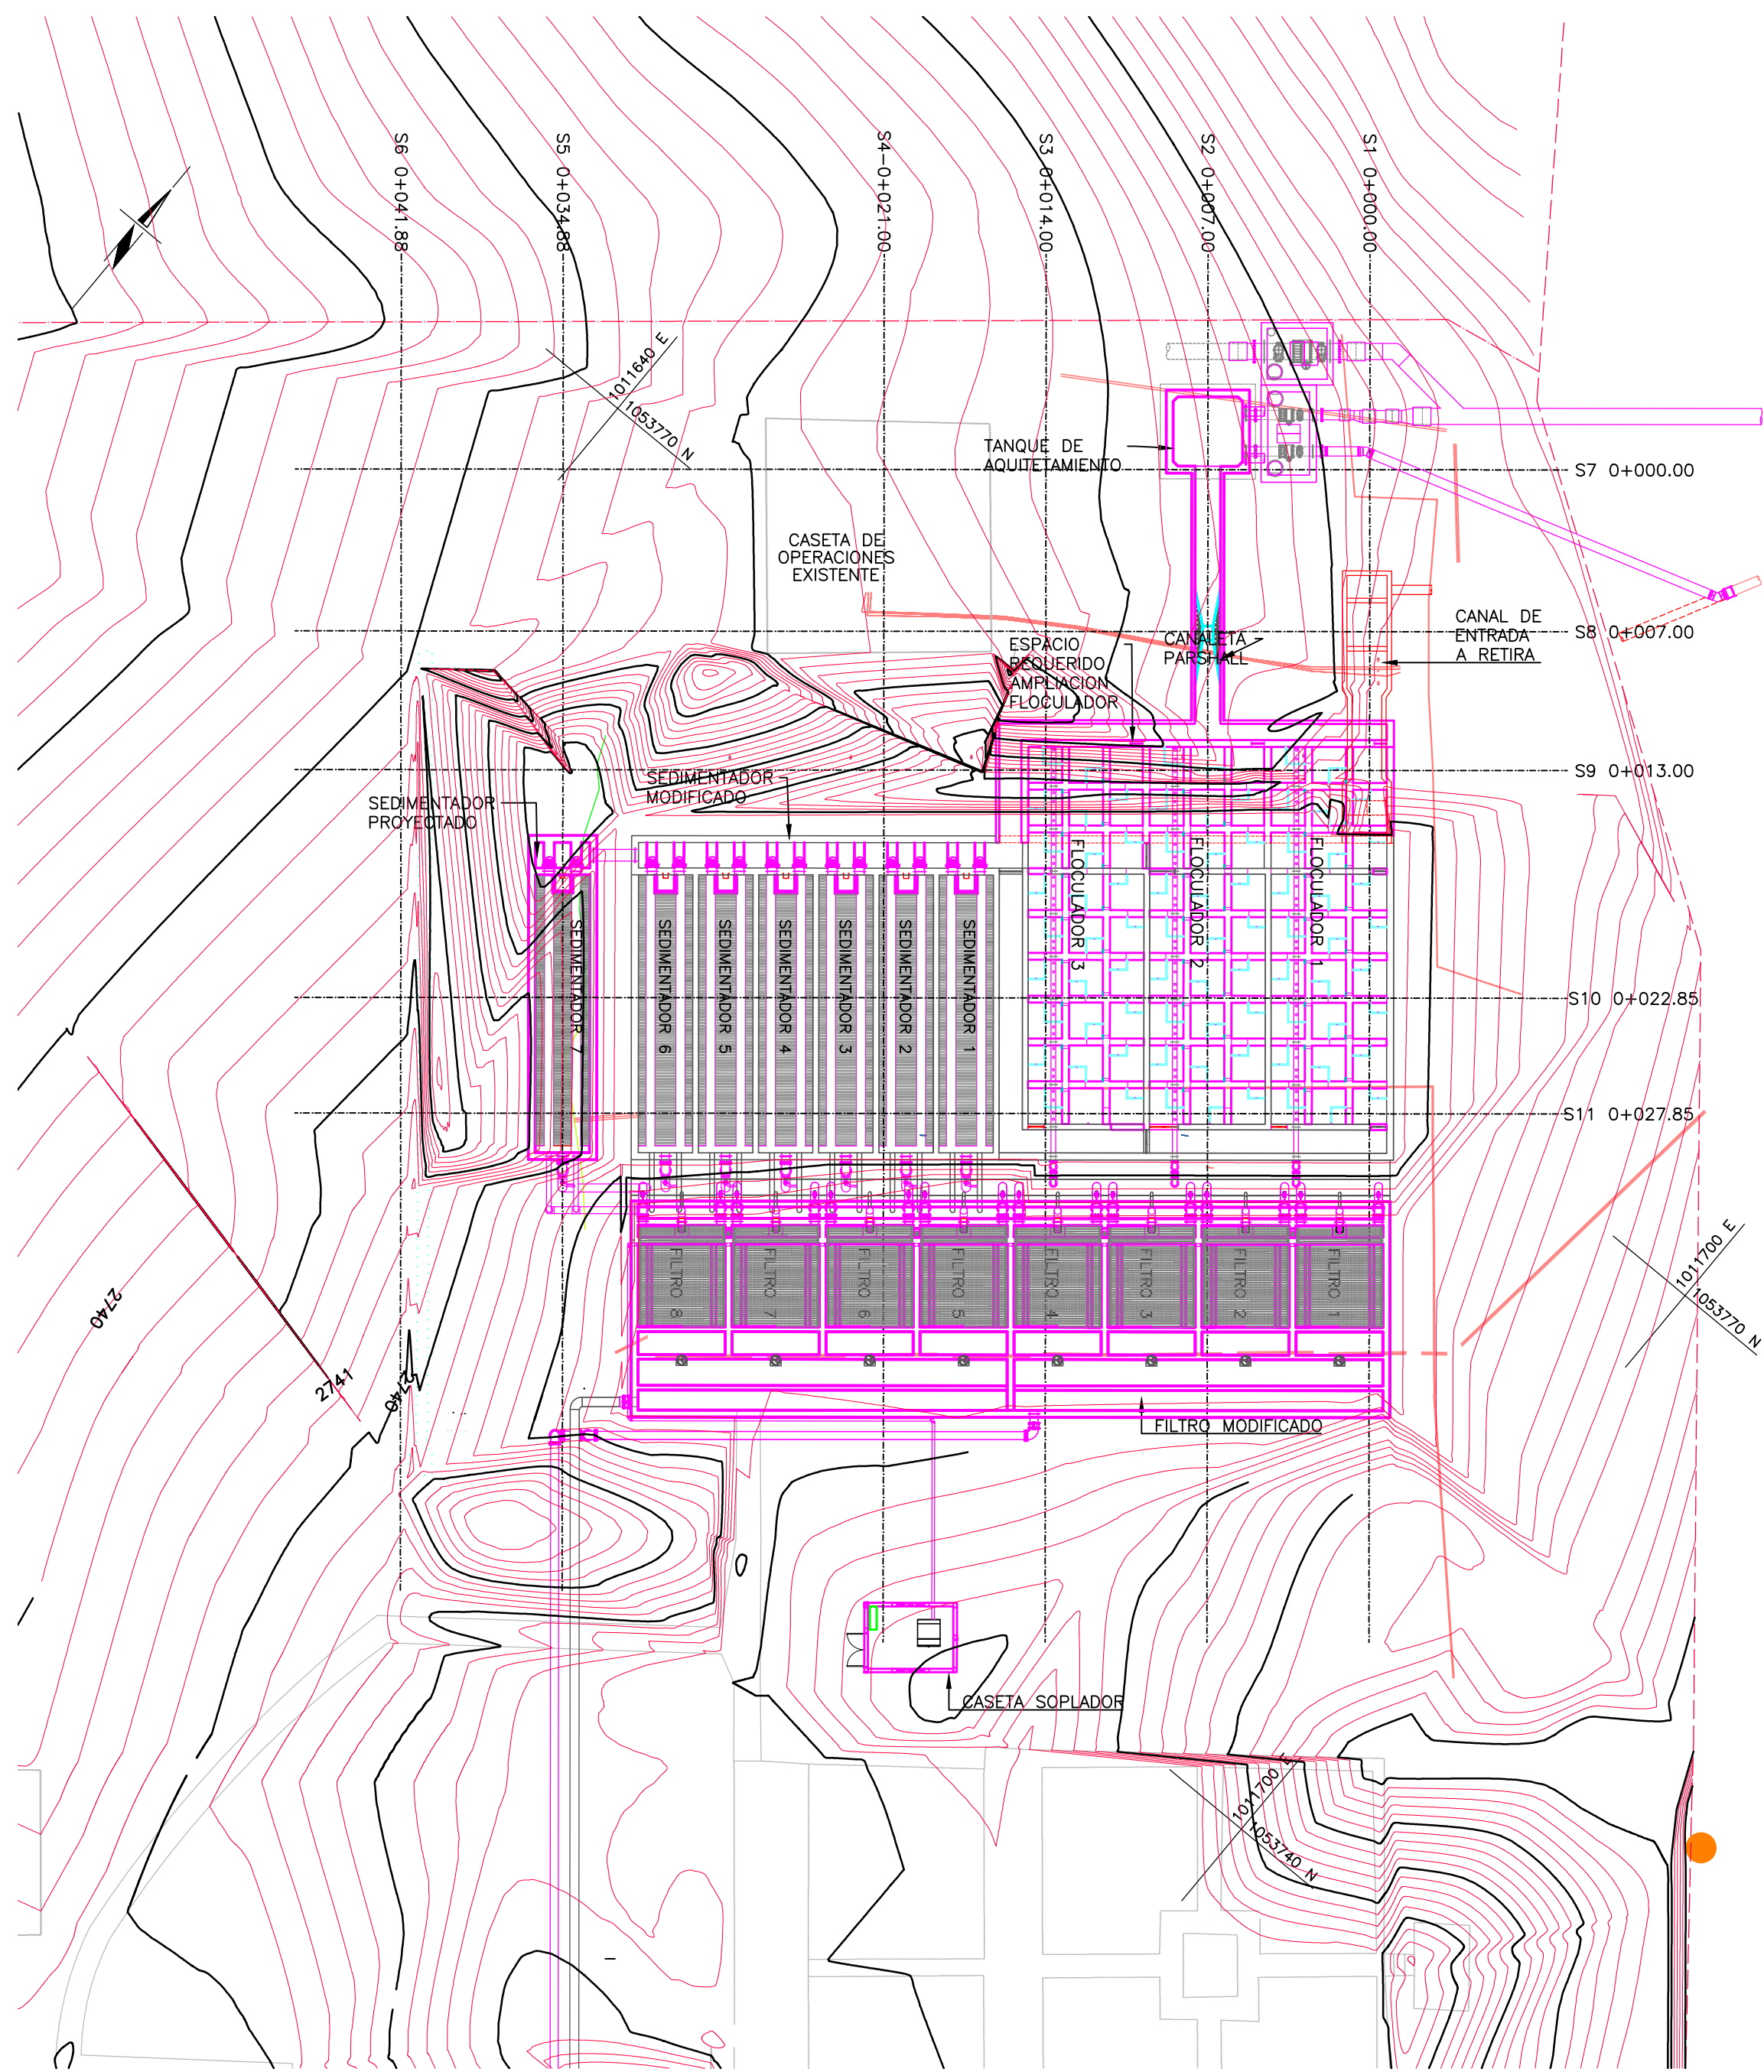 S6 0+041.88
S5 0+034.88
S4-0+021.00
S3 0+014.00
S2 0+007.00
S1 0+000.00
1011640 E
1053770 N
TANQUE DE
AQUITETAMIENTO
S7 0+000.00
CASETA DE
OPERACIONES
EXISTENTE
CANAL DE
ENTRADA
A RETIRA
S8 0+007.00
ESPACIO
REQUERIDO
AMPLIACION
FLOCULADOR
CANALETA
PARSHALL
S9 0+013.00
SEDIMENTADOR
MODIFICADO
SEDIMENTADOR
PROYECTADO
FLOCULADOR 3
FLOCULADOR 2
FLOCULADOR 1
SEDIMENTADOR 7
SEDIMENTADOR 6
SEDIMENTADOR 5
SEDIMENTADOR 4
SEDIMENTADOR 3
SEDIMENTADOR 2
SEDIMENTADOR 1
S10 0+022.85
S11 0+027.85
FILTRO 8
FILTRO 7
FILTRO 6
FILTRO 5
FILTRO 4
FILTRO 3
FILTRO 2
FILTRO 1
1011700 E
1053770 N
2740
2741
2740
FILTRO MODIFICADO
CASETA SOPLADOR
1011700 E
1053740 N